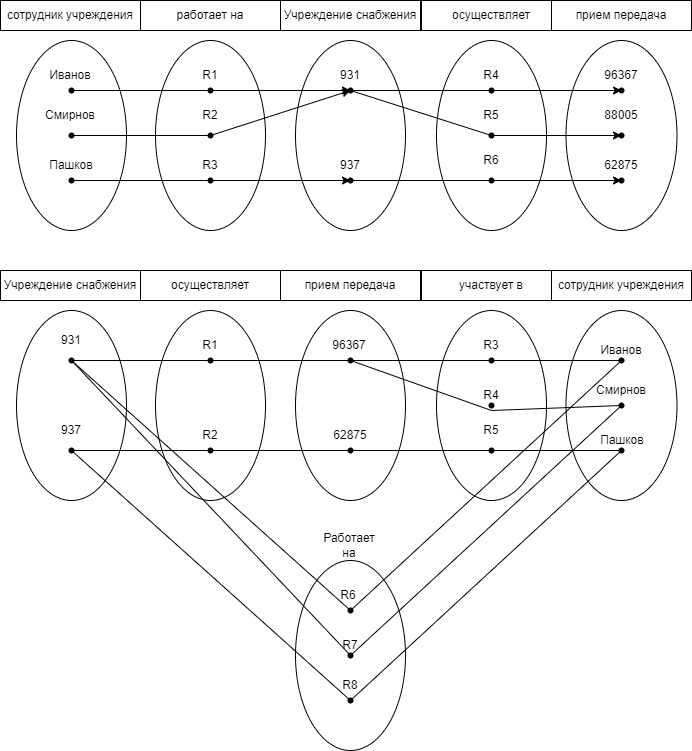 сотрудник учреждения работает на Учреждение снабжения осуществляет прием передача
Иванов R1 931 R4 96367
Смирнов R2 R5 88005
Пашков R3 937 R6 62875
Учреждение снабжения осуществляет прием передача участвует в сотрудник учреждения
931 R1 96367 R3 Иванов
R4 Смирнов
937 R2 62875 R5 Пашков
Работает
на
R6
R7
R8